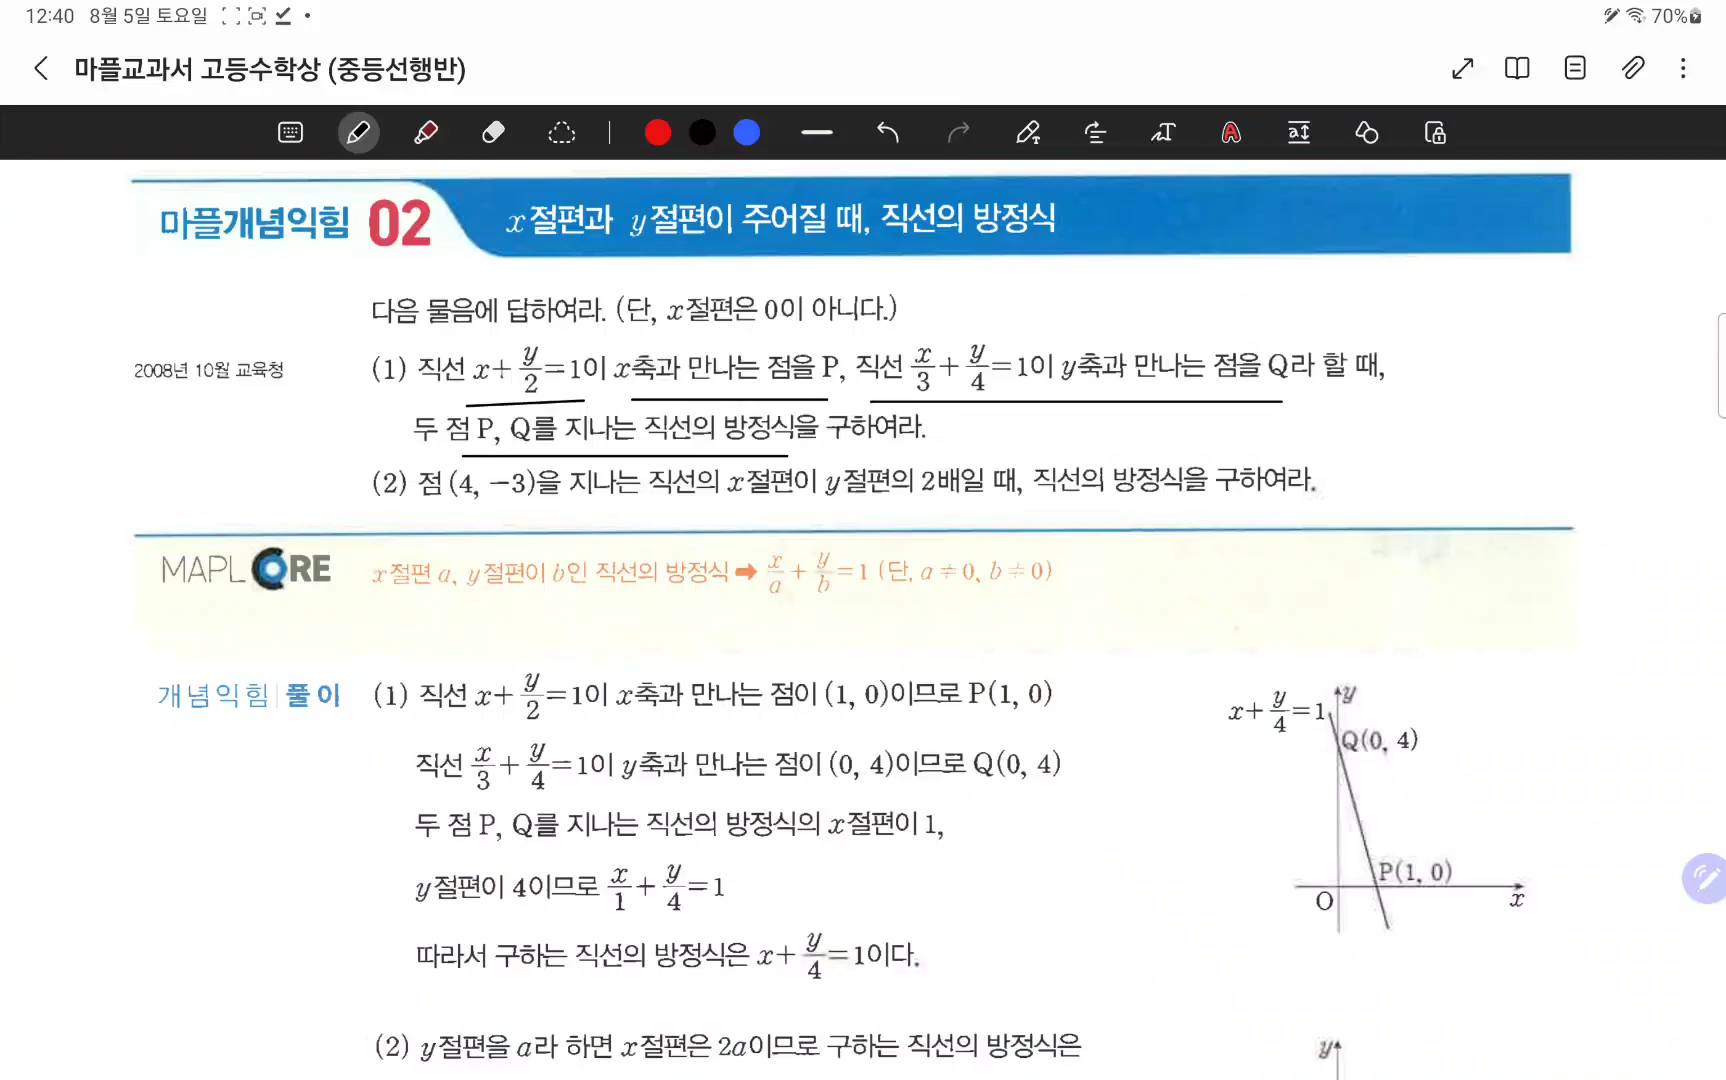 12:40 8월 5일 토요일 70%
마플교과서 고등수학상 (중등선행반)
마플개념익힘 02 x절편과 y절편이 주어질 때, 직선의 방정식
다음 물음에 답하여라. (단, x절편은 0이 아니다.)
2008년 10월 교육청 (1) 직선 x+y/2=1이 x축과 만나는 점을 P, 직선 x/3+y/4=1이 y축과 만나는 점을 Q라 할 때,
두 점 P, Q를 지나는 직선의 방정식을 구하여라.
(2) 점 (4, −3)을 지나는 직선의 x절편이 y절편의 2배일 때, 직선의 방정식을 구하여라.
MAPL CORE x절편 a, y절편이 b인 직선의 방정식 ➡ x/a+y/b=1 (단, a≠0, b≠0)
개념익힘 | 풀이 (1) 직선 x+y/2=1이 x축과 만나는 점이 (1, 0)이므로 P(1, 0)
직선 x/3+y/4=1이 y축과 만나는 점이 (0, 4)이므로 Q(0, 4)
두 점 P, Q를 지나는 직선의 방정식의 x절편이 1,
y절편이 4이므로 x/1+y/4=1
따라서 구하는 직선의 방정식은 x+y/4=1이다.
x+y/4=1 y
Q(0, 4)
P(1, 0)
O x
(2) y절편을 a라 하면 x절편은 2a이므로 구하는 직선의 방정식은
y